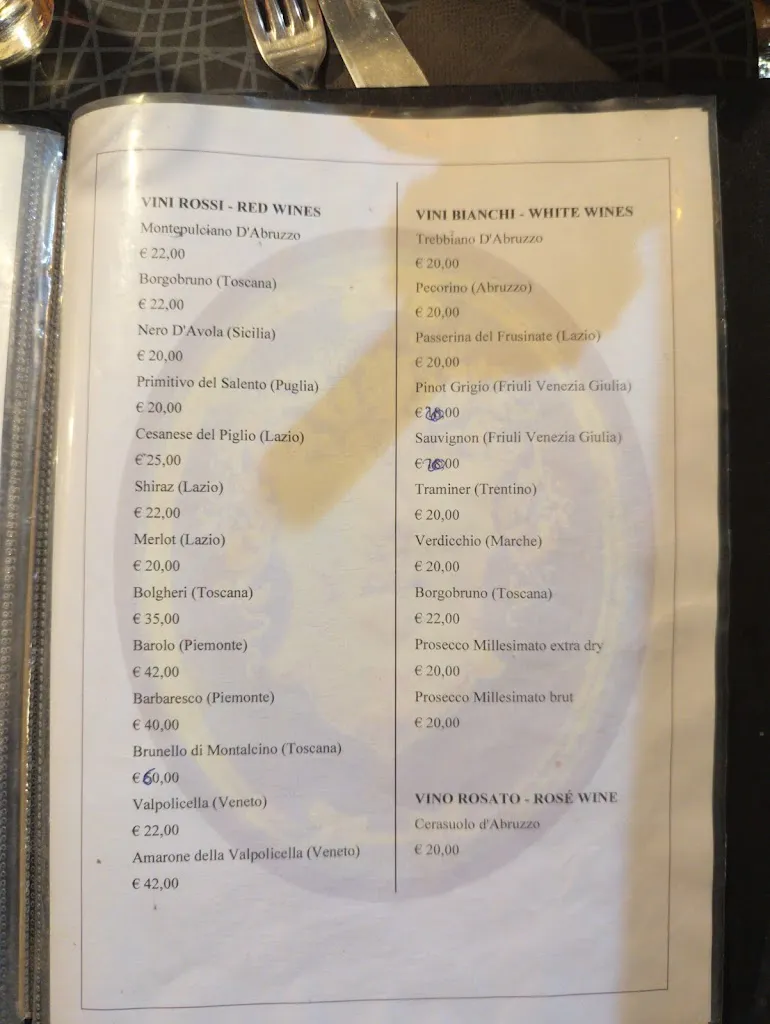 VINI ROSSI - RED WINES
Montepulciano D'Abruzzo
€ 22,00
Borgobruno (Toscana)
€ 22,00
Nero D'Avola (Sicilia)
€ 20,00
Primitivo del Salento (Puglia)
€ 20,00
Cesanese del Piglio (Lazio)
€ 25,00
Shiraz (Lazio)
€ 22,00
Merlot (Lazio)
€ 20,00
Bolgheri (Toscana)
€ 35,00
Barolo (Piemonte)
€ 42,00
Barbaresco (Piemonte)
€ 40,00
Brunello di Montalcino (Toscana)
€ 60,00
Valpolicella (Veneto)
€ 22,00
Amarone della Valpolicella (Veneto)
€ 42,00
VINI BIANCHI - WHITE WINES
Trebbiano D'Abruzzo
€ 20,00
Pecorino (Abruzzo)
€ 20,00
Passerina del Frusinate (Lazio)
€ 20,00
Pinot Grigio (Friuli Venezia Giulia)
€
Sauvignon (Friuli Venezia Giulia)
€
Traminer (Trentino)
€ 20,00
Verdicchio (Marche)
€ 20,00
Borgobruno (Toscana)
€ 22,00
Prosecco Millesimato extra dry
€ 20,00
Prosecco Millesimato brut
€ 20,00
VINO ROSATO - ROSÉ WINE
Cerasuolo d'Abruzzo
€ 20,00